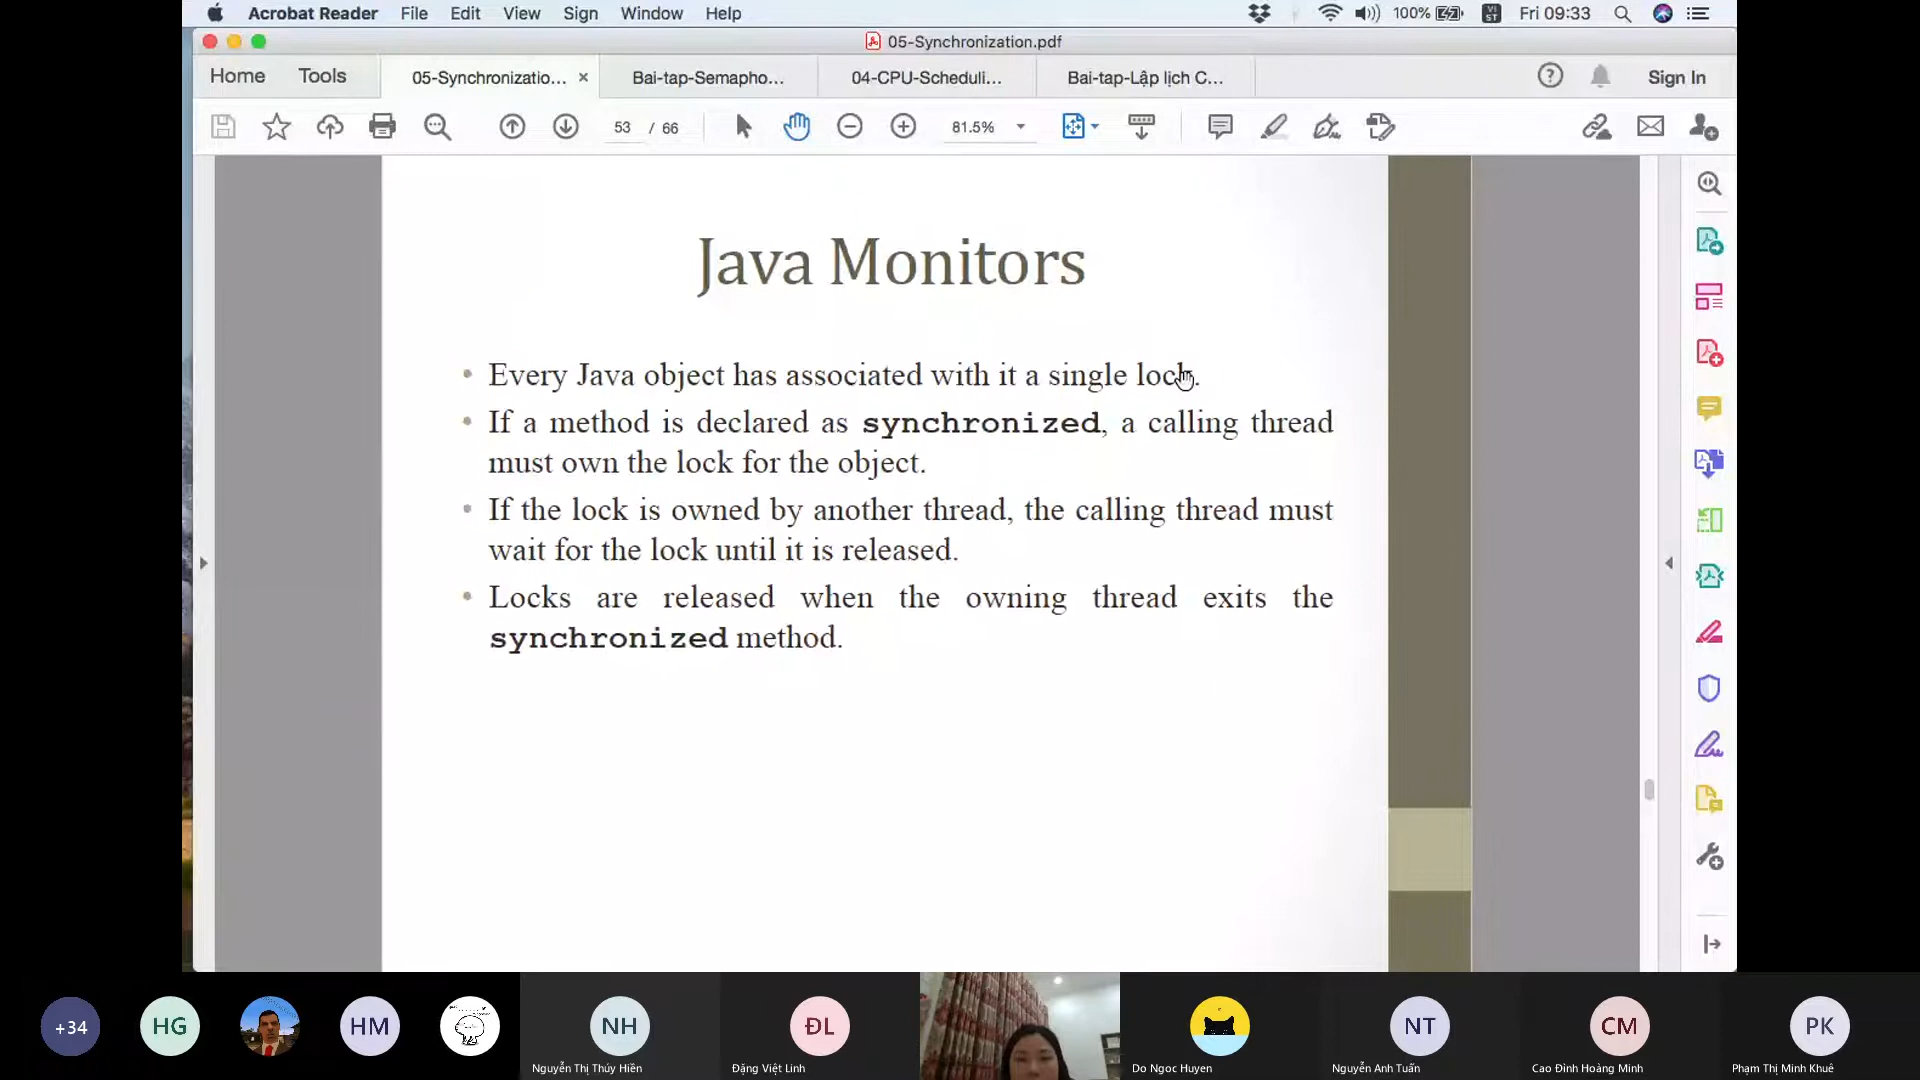 Acrobat Reader File Edit View Sign Window Help 100% VI ST Fri 09:33
05-Synchronization.pdf
Home Tools 05-Synchronizatio... × Bai-tap-Semapho... 04-CPU-Scheduli... Bai-tap-Lập lịch C... Sign In
53 / 66 81.5%
Java Monitors
• Every Java object has associated with it a single lock.
• If a method is declared as synchronized, a calling thread
must own the lock for the object.
• If the lock is owned by another thread, the calling thread must
wait for the lock until it is released.
• Locks are released when the owning thread exits the
synchronized method.
+34 HG HM NH ĐL NT CM PK
Nguyễn Thị Thúy Hiền Đặng Việt Linh Do Ngoc Huyen Nguyễn Anh Tuấn Cao Đình Hoàng Minh Phạm Thị Minh Khuê